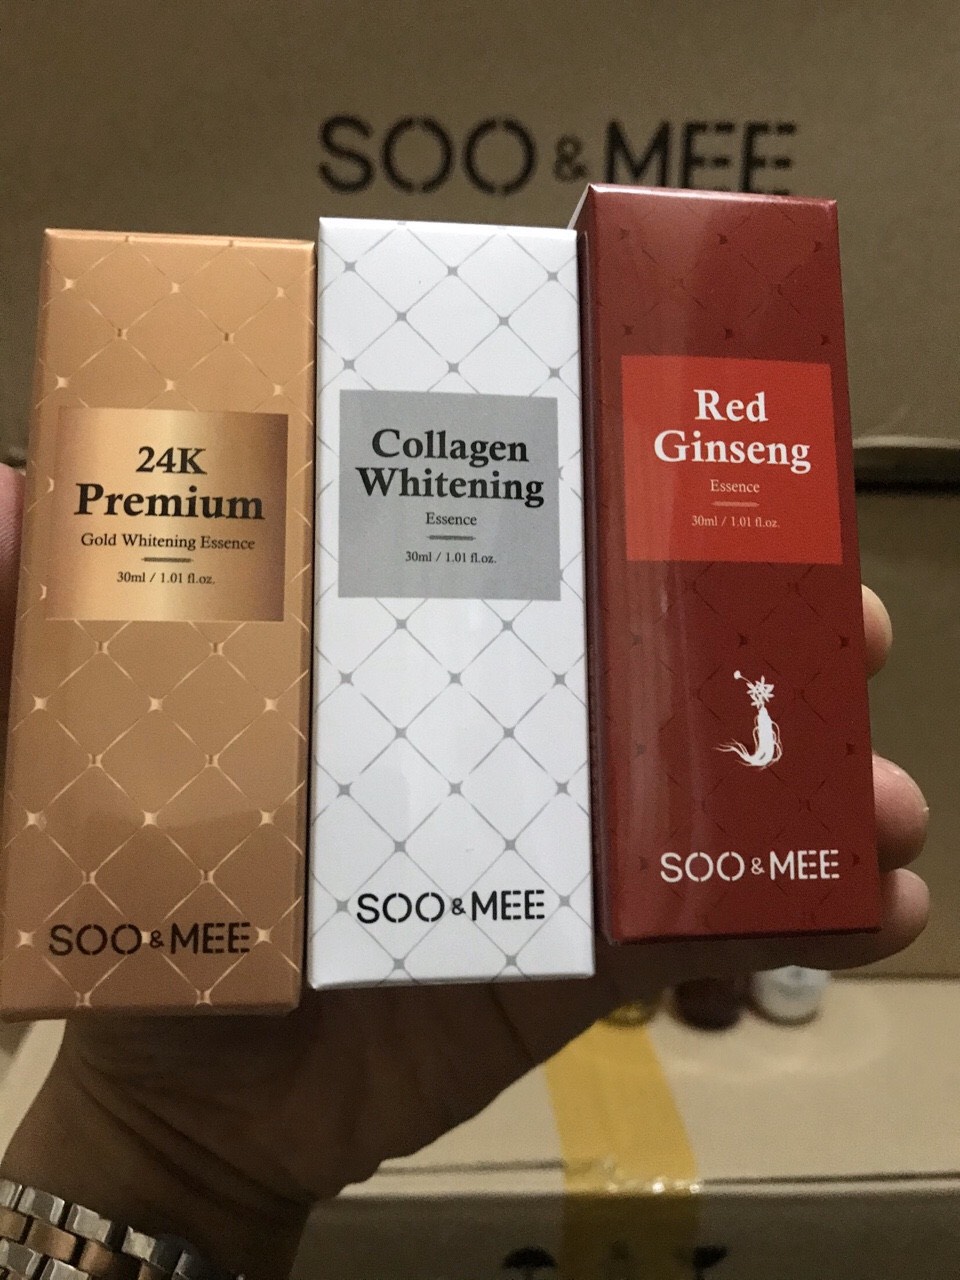 SOO & MEE
24K
Premium
Gold Whitening Essence
30ml / 1.01 fl.oz.
SOO & MEE
Collagen
Whitening
Essence
30ml / 1.01 fl.oz.
SOO & MEE
Red
Ginseng
Essence
30ml / 1.01 fl.oz.
SOO & MEE